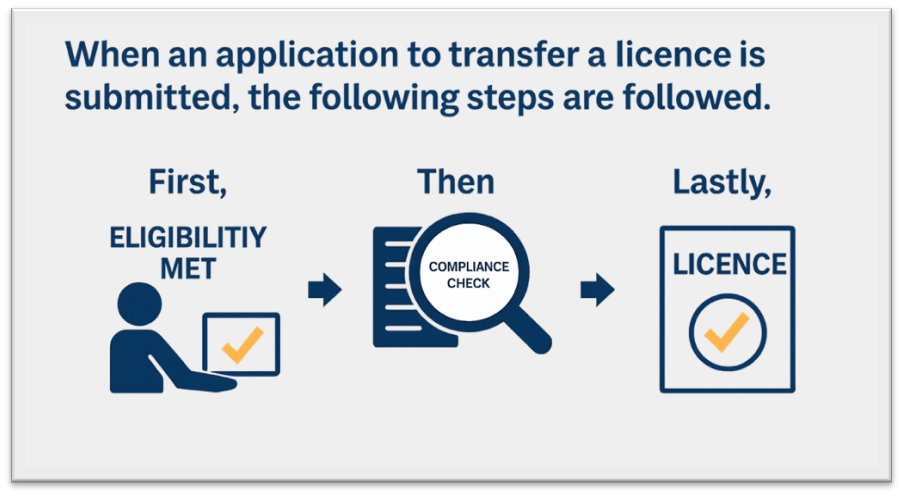 When an application to transfer a licence is
submitted, the following steps are followed.
First,
ELIGIBILITIY
MET
Then
COMPLIANCE
CHECK
Lastly,
LICENCE